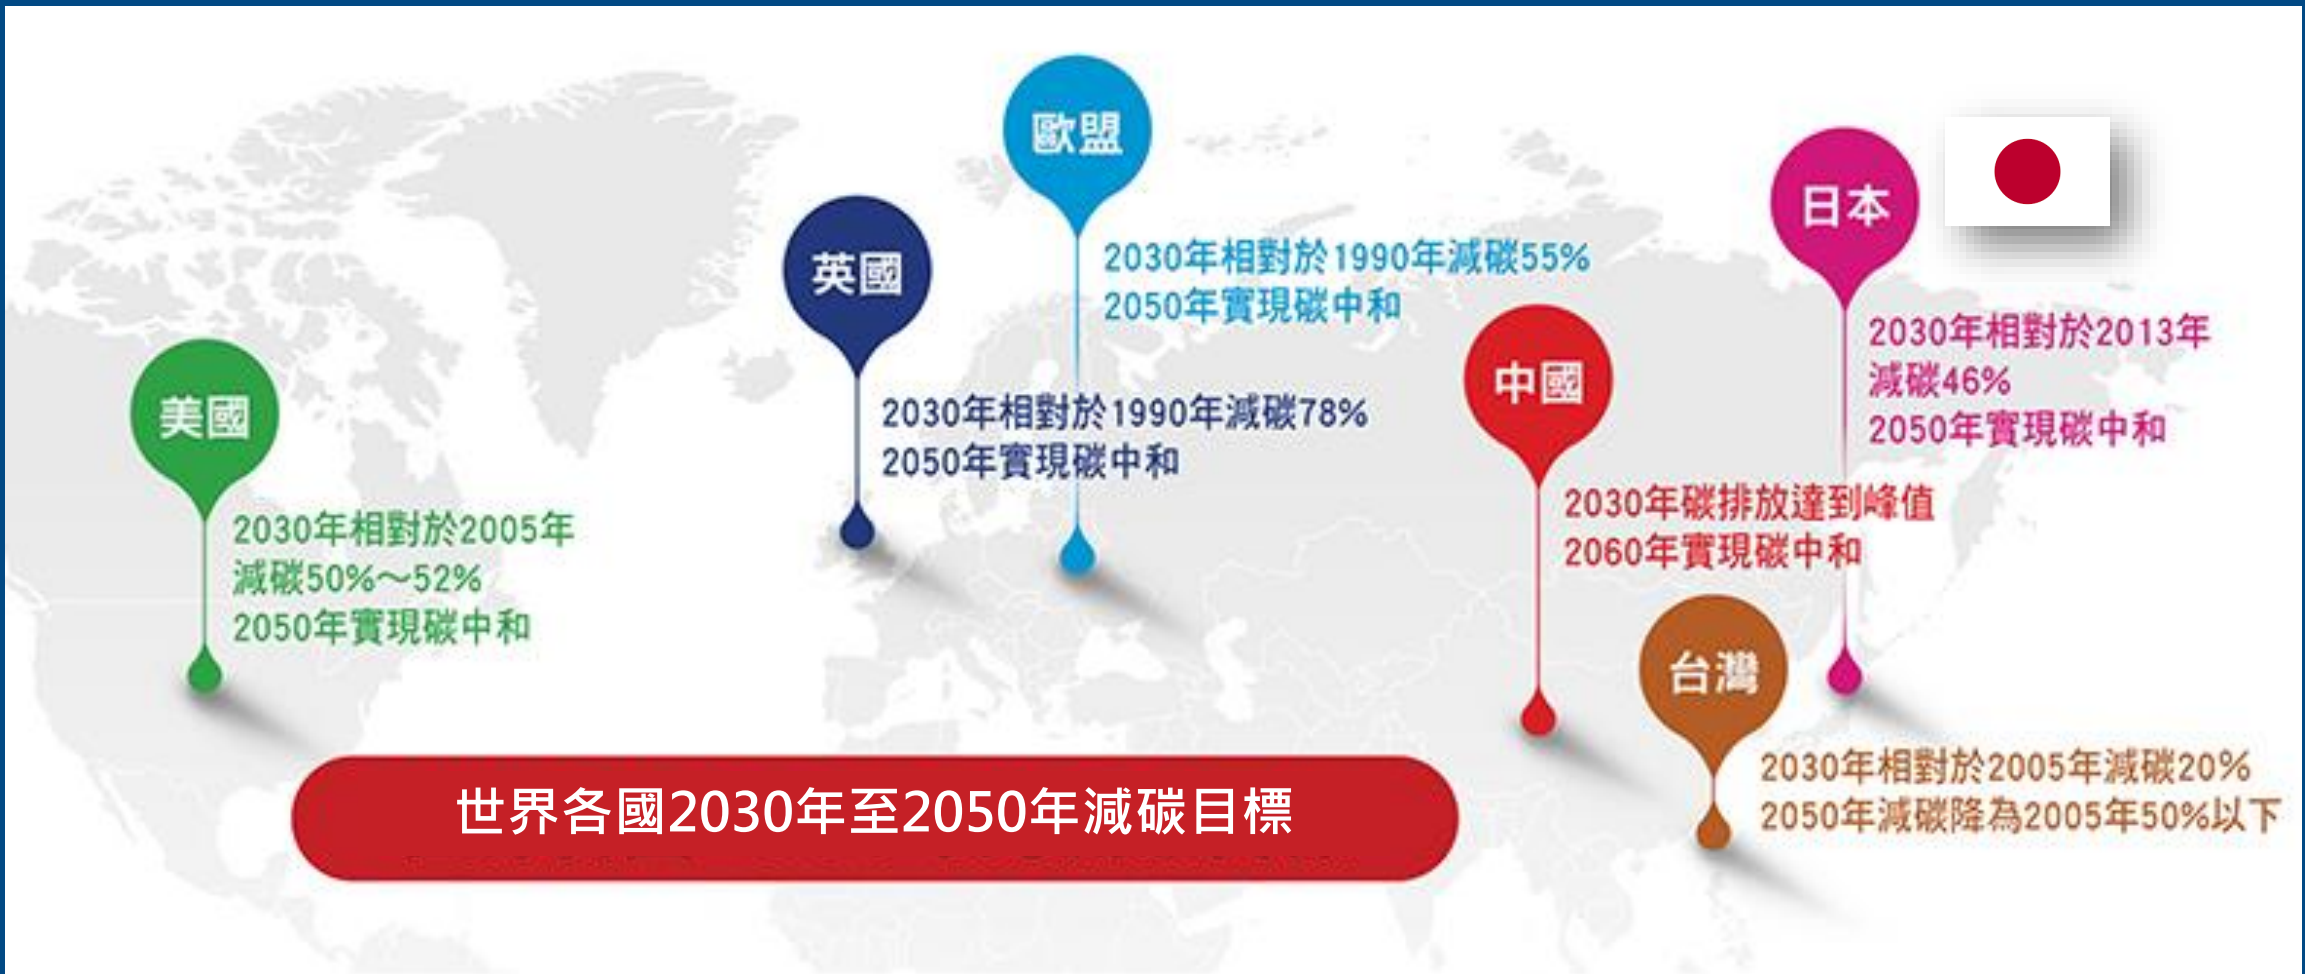 歐盟
2030年相對於1990年減碳55%
2050年實現碳中和
日本
2030年相對於2013年
減碳46%
2050年實現碳中和
英國
2030年相對於1990年減碳78%
2050年實現碳中和
中國
2030年碳排放達到峰值
2060年實現碳中和
美國
2030年相對於2005年
減碳50%～52%
2050年實現碳中和
台灣
2030年相對於2005年減碳20%
2050年減碳降為2005年50%以下
世界各國2030年至2050年減碳目標